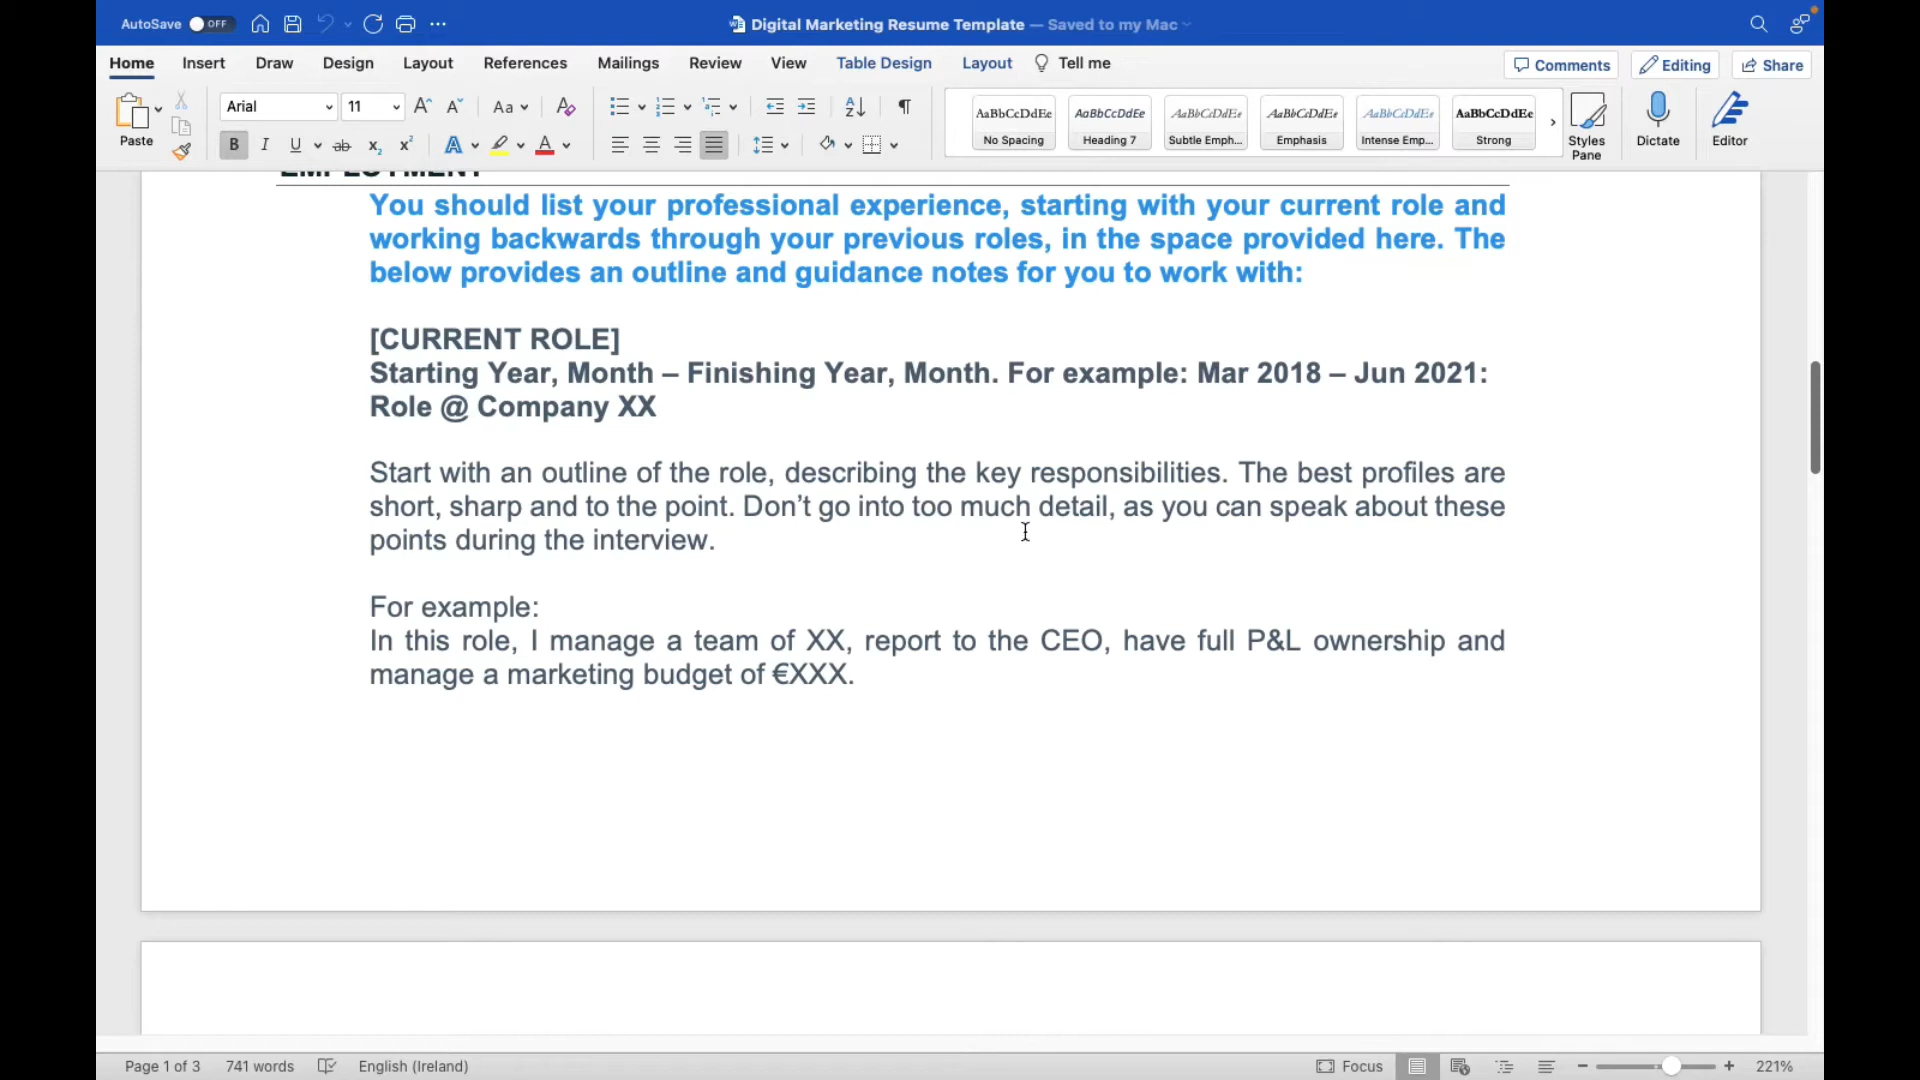 AutoSave OFF Digital Marketing Resume Template — Saved to my Mac
Home Insert Draw Design Layout References Mailings Review View Table Design Layout Tell me Comments Editing Share
Paste Arial 11 Aa
AaBbCcDdEe AaBbCcDdEe AaBbCcDdEe AaBbCcDdEe AaBbCcDdEe AaBbCcDdEe
No Spacing Heading 7 Subtle Emph... Emphasis Intense Emp... Strong Styles Pane Dictate Editor
EMPLOYMENT
You should list your professional experience, starting with your current role and
working backwards through your previous roles, in the space provided here. The
below provides an outline and guidance notes for you to work with:
[CURRENT ROLE]
Starting Year, Month – Finishing Year, Month. For example: Mar 2018 – Jun 2021:
Role @ Company XX
Start with an outline of the role, describing the key responsibilities. The best profiles are
short, sharp and to the point. Don’t go into too much detail, as you can speak about these
points during the interview.
For example:
In this role, I manage a team of XX, report to the CEO, have full P&L ownership and
manage a marketing budget of €XXX.
Page 1 of 3 741 words English (Ireland) Focus 221%